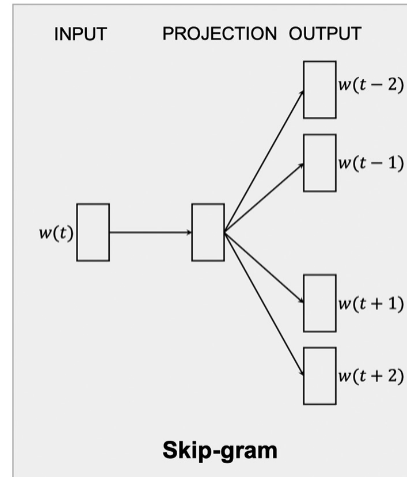 INPUT PROJECTION OUTPUT
w(t − 2)
w(t − 1)
w(t)
w(t + 1)
w(t + 2)
Skip-gram